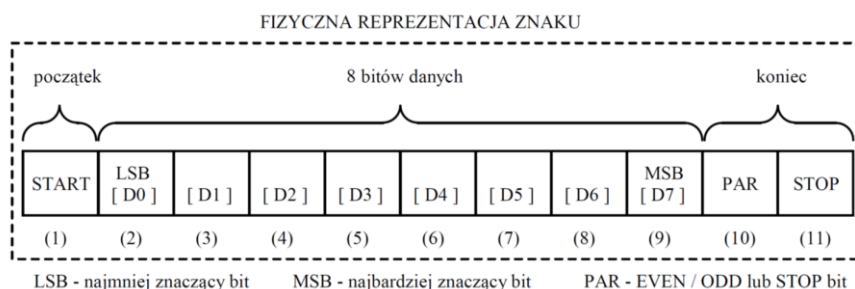 FIZYCZNA REPREZENTACJA ZNAKU
początek 8 bitów danych koniec
START LSB [ D0 ] [ D1 ] [ D2 ] [ D3 ] [ D4 ] [ D5 ] [ D6 ] MSB [ D7 ] PAR STOP
(1) (2) (3) (4) (5) (6) (7) (8) (9) (10) (11)
LSB - najmniej znaczący bit MSB - najbardziej znaczący bit PAR - EVEN / ODD lub STOP bit